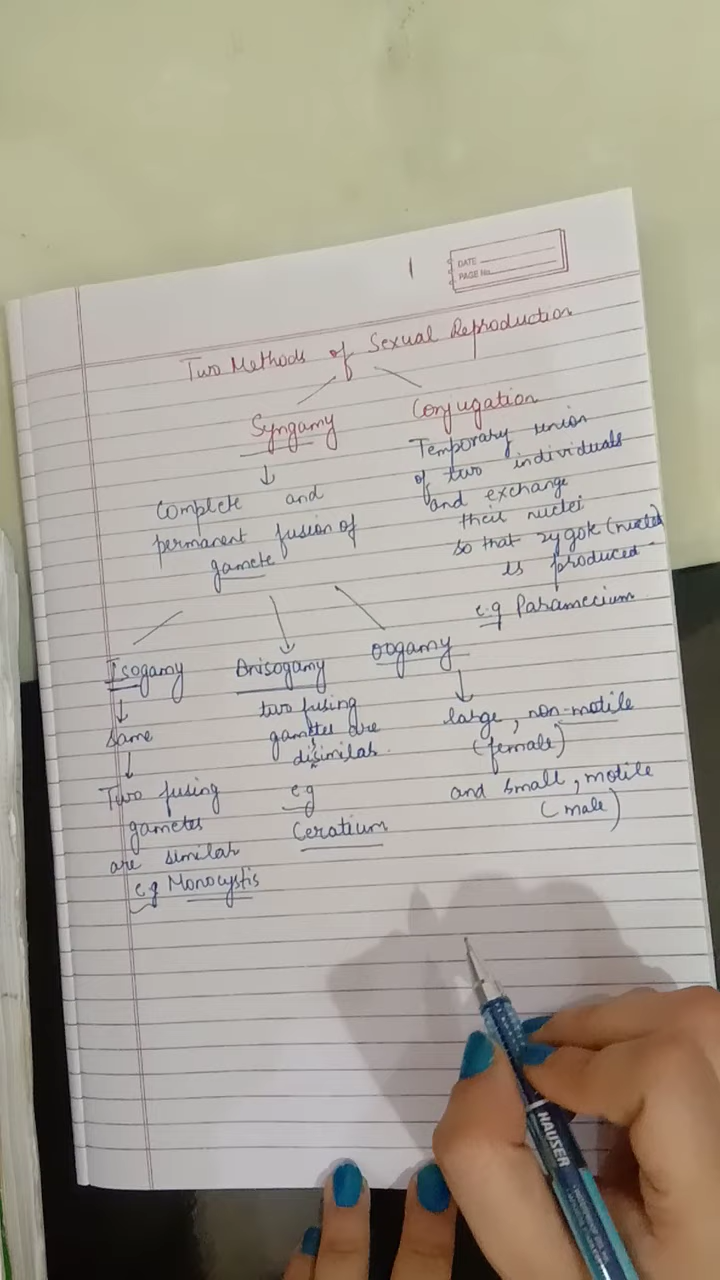 1
DATE
PAGE No.
Two Methods of Sexual Reproduction
Syngamy
Complete and
permanent fusion of
gamete
Conjugation
Temporary union
of two individuals
and exchange
their nuclei
so that zygote (nuclei)
is produced
e.g Paramecium
Isogamy
Same
Two fusing
gametes
are similar
e.g Monocystis
Anisogamy
two fusing
gametes are
disimilar
eg
Ceratium
Oogamy
large, non-motile
(female)
and small, motile
(male)
HAUSER